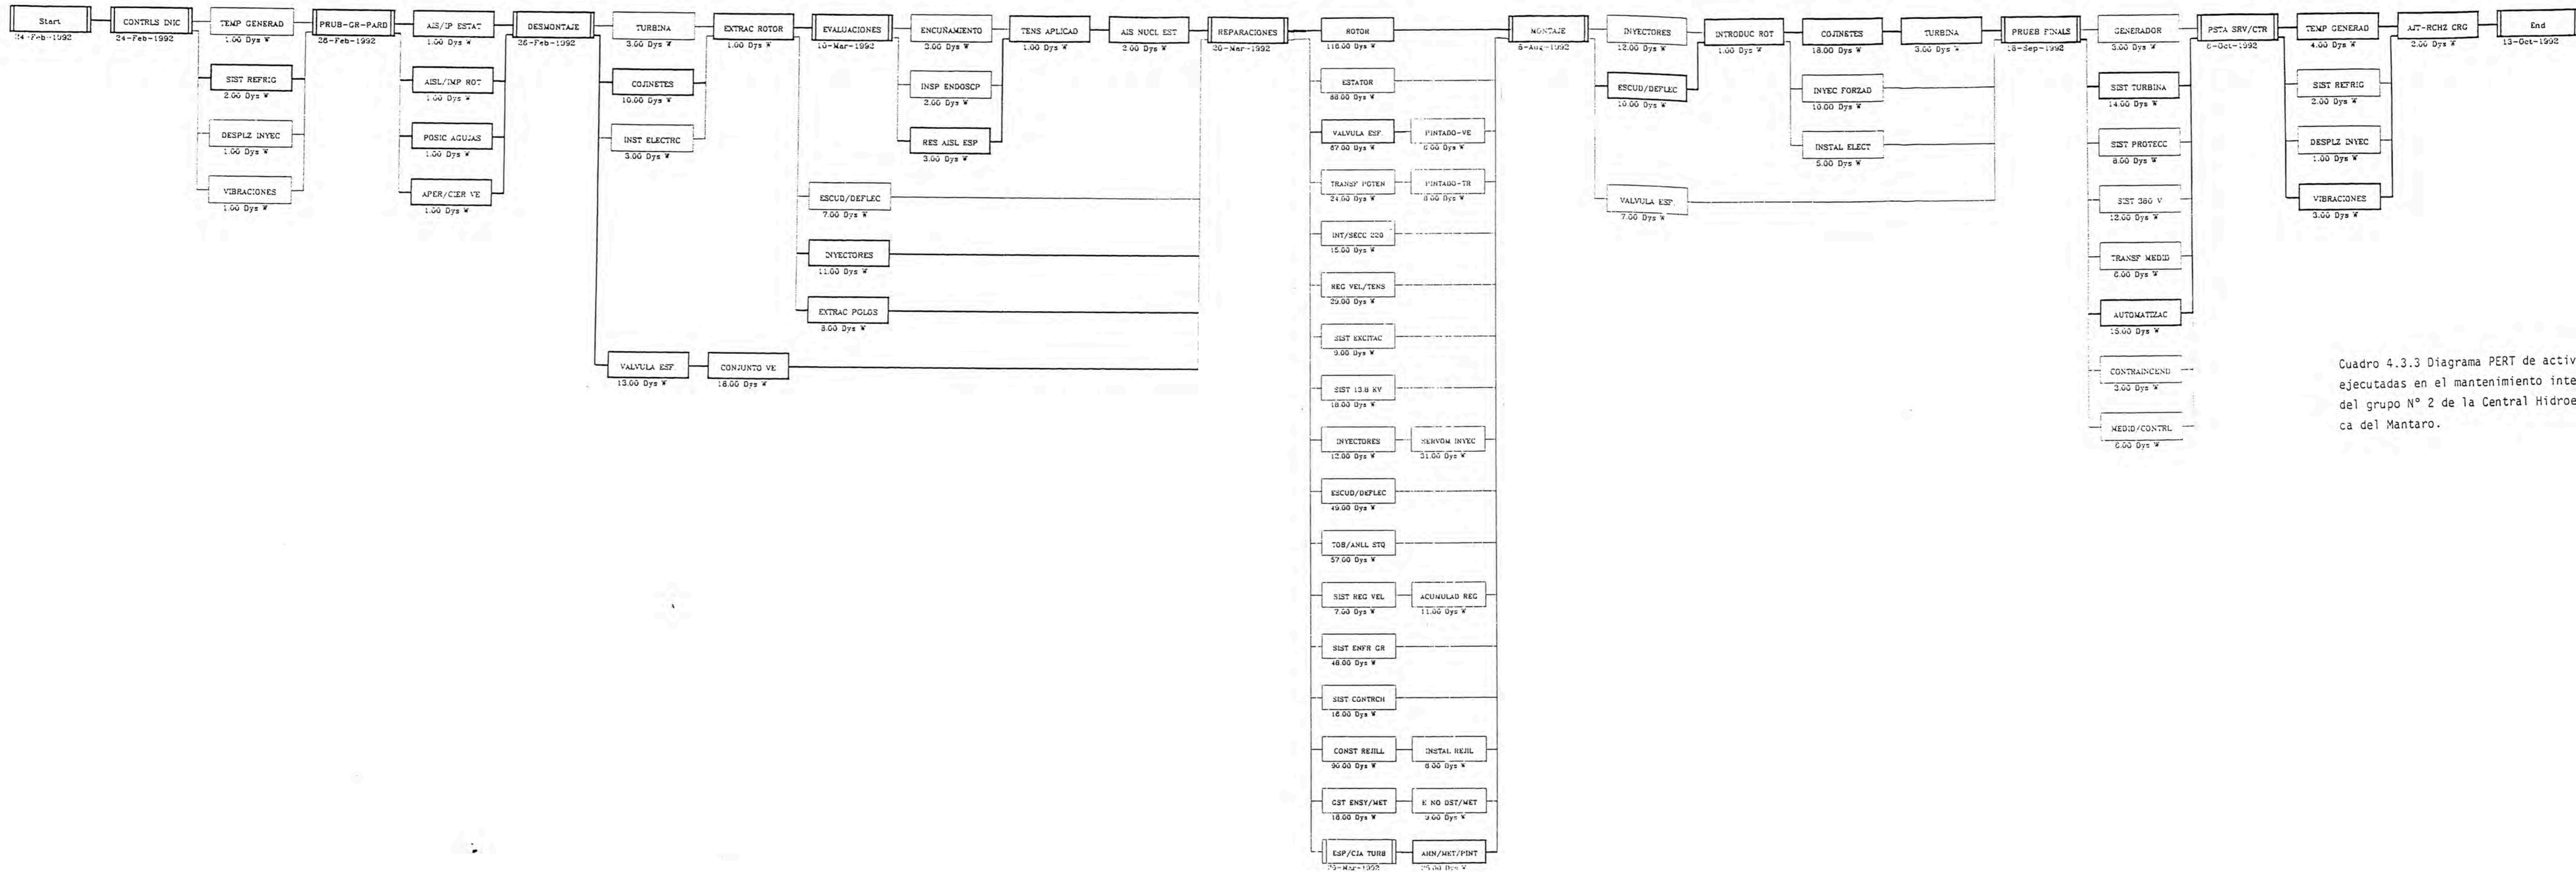 Start
24-Feb-1992
CONTRLS INIC
24-Feb-1992
TEMP GENERAD
1.00 Dys W
SIST REFRIG
2.00 Dys W
DESPLZ INYEC
1.00 Dys W
VIBRACIONES
1.00 Dys W
PRUB-GR-PARD
26-Feb-1992
AIS/IP ESTAT
1.00 Dys W
AISL/IMP ROT
1.00 Dys W
POSIC AGUJAS
1.00 Dys W
APER/CIER VE
1.00 Dys W
DESMONTAJE
26-Feb-1992
TURBINA
3.00 Dys W
COJINETES
10.00 Dys W
INST ELECTRC
3.00 Dys W
VALVULA ESF.
13.00 Dys W
CONJUNTO VE
18.00 Dys W
EXTRAC ROTOR
1.00 Dys W
EVALUACIONES
10-Mar-1992
ENCUÑAMIENTO
3.00 Dys W
INSP ENDOSCP
2.00 Dys W
RES AISL ESP
3.00 Dys W
ESCUD/DEFLEC
7.00 Dys W
INYECTORES
11.00 Dys W
EXTRAC POLOS
8.00 Dys W
TENS APLICAD
1.00 Dys W
AIS NUCL EST
2.00 Dys W
REPARACIONES
20-Mar-1992
ROTOR
116.00 Dys W
ESTATOR
88.00 Dys W
VALVULA ESF.
67.00 Dys W
PINTADO-VE
6.00 Dys W
TRANSF POTEN
24.00 Dys W
PINTADO-TR
8.00 Dys W
INT/SECC 220
15.00 Dys W
REG VEL/TENS
29.00 Dys W
SIST EXCITAC
9.00 Dys W
SIST 13.8 KV
18.00 Dys W
INYECTORES
12.00 Dys W
SERVOM INYEC
31.00 Dys W
ESCUD/DEFLEC
49.00 Dys W
TOB/ANLL STQ
57.00 Dys W
SIST REG VEL
7.00 Dys W
ACUMULAD REG
11.00 Dys W
SIST ENFR GR
48.00 Dys W
SIST CONTRCH
16.00 Dys W
CONST REJILL
90.00 Dys W
INSTAL REJIL
8.00 Dys W
CST ENSY/MET
18.00 Dys W
E NO DST/MET
9.00 Dys W
ESP/CIA TURB
29-Mar-1992
ARN/MET/PINT
25.00 Dys W
MONTAJE
6-Aug-1992
INYECTORES
12.00 Dys W
ESCUD/DEFLEC
10.00 Dys W
VALVULA ESF.
7.00 Dys W
INTRODUC ROT
1.00 Dys W
COJINETES
18.00 Dys W
INYEC FORZAD
10.00 Dys W
INSTAL ELECT
5.00 Dys W
TURBINA
3.00 Dys W
PRUEB FINALS
18-Sep-1992
GENERADOR
5.00 Dys W
SIST TURBINA
14.00 Dys W
SIST PROTECC
8.00 Dys W
SIST 380 V
12.00 Dys W
TRANSF MEDID
6.00 Dys W
AUTOMATIZAC
15.00 Dys W
CONTRAINCEND
3.00 Dys W
MEDID/CONTRL
6.00 Dys W
PSTA SRV/CTR
6-Oct-1992
TEMP GENERAD
4.00 Dys W
SIST REFRIG
2.00 Dys W
DESPLZ INYEC
1.00 Dys W
VIBRACIONES
3.00 Dys W
AJT-RCHZ CRG
2.00 Dys W
End
13-Oct-1992
Cuadro 4.3.3 Diagrama PERT de activ
ejecutadas en el mantenimiento inte
del grupo N° 2 de la Central Hidroe
ca del Mantaro.